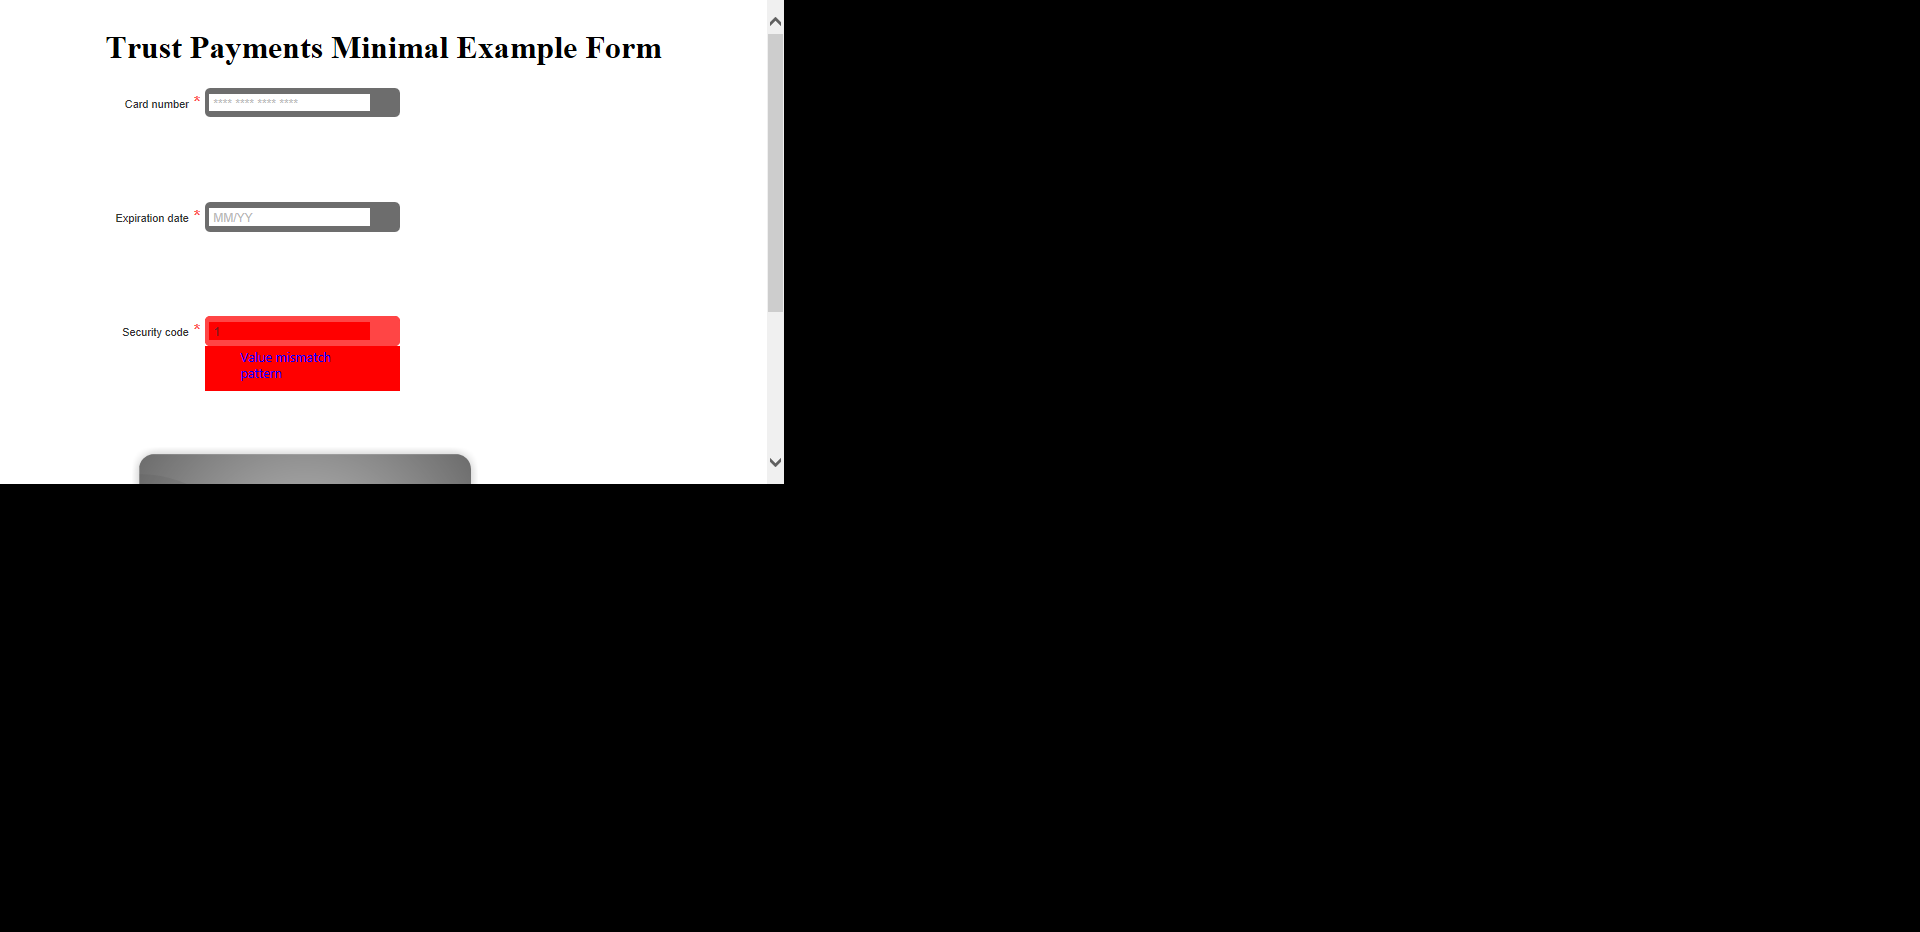 Trust Payments Minimal Example Form
Card number * **** **** **** ****
Expiration date * MM/YY
Security code * 1
Value mismatch
pattern